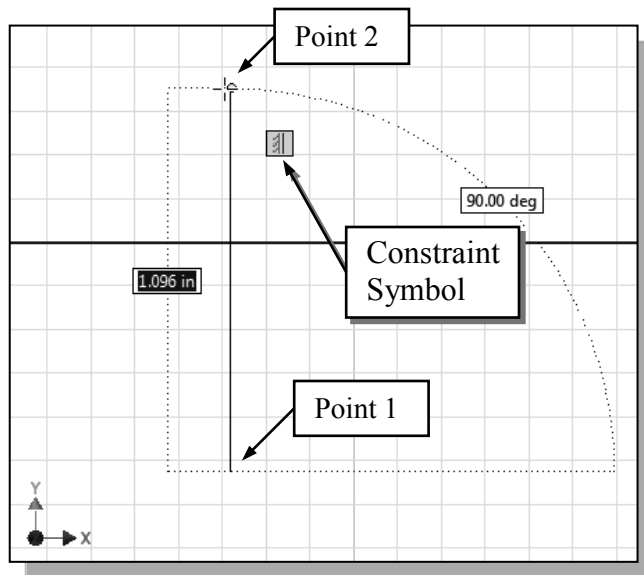 Point 2
90.00 deg
Constraint
Symbol
1.096 in
Point 1
Y
X